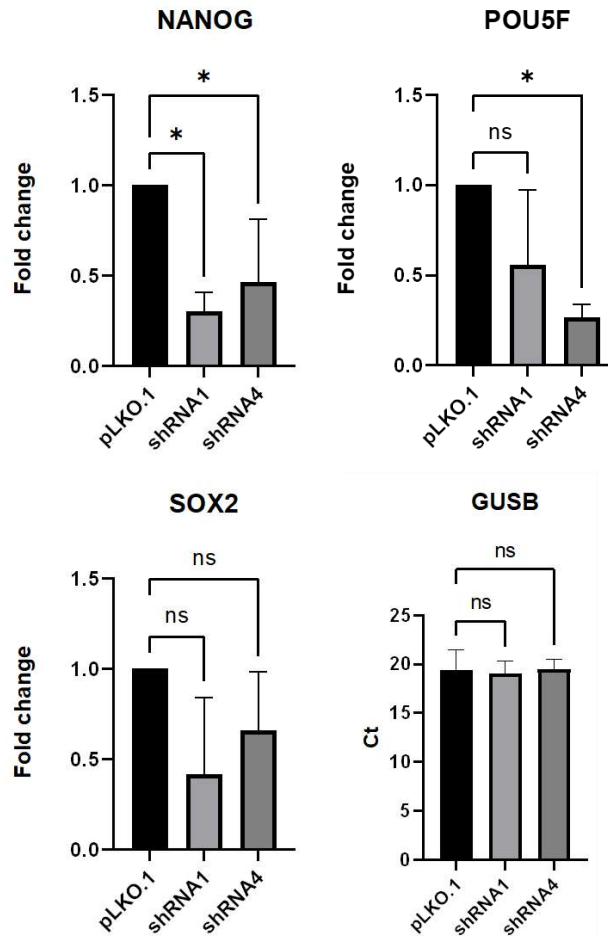 NANOG
*
*
1.5
1.0
0.5
0.0
Fold change
pLKO.1
shRNA1
shRNA4
POU5F
*
ns
1.5
1.0
0.5
0.0
Fold change
pLKO.1
shRNA1
shRNA4
SOX2
ns
ns
1.5
1.0
0.5
0.0
Fold change
pLKO.1
shRNA1
shRNA4
GUSB
ns
ns
25
20
15
10
5
0
Ct
pLKO.1
shRNA1
shRNA4